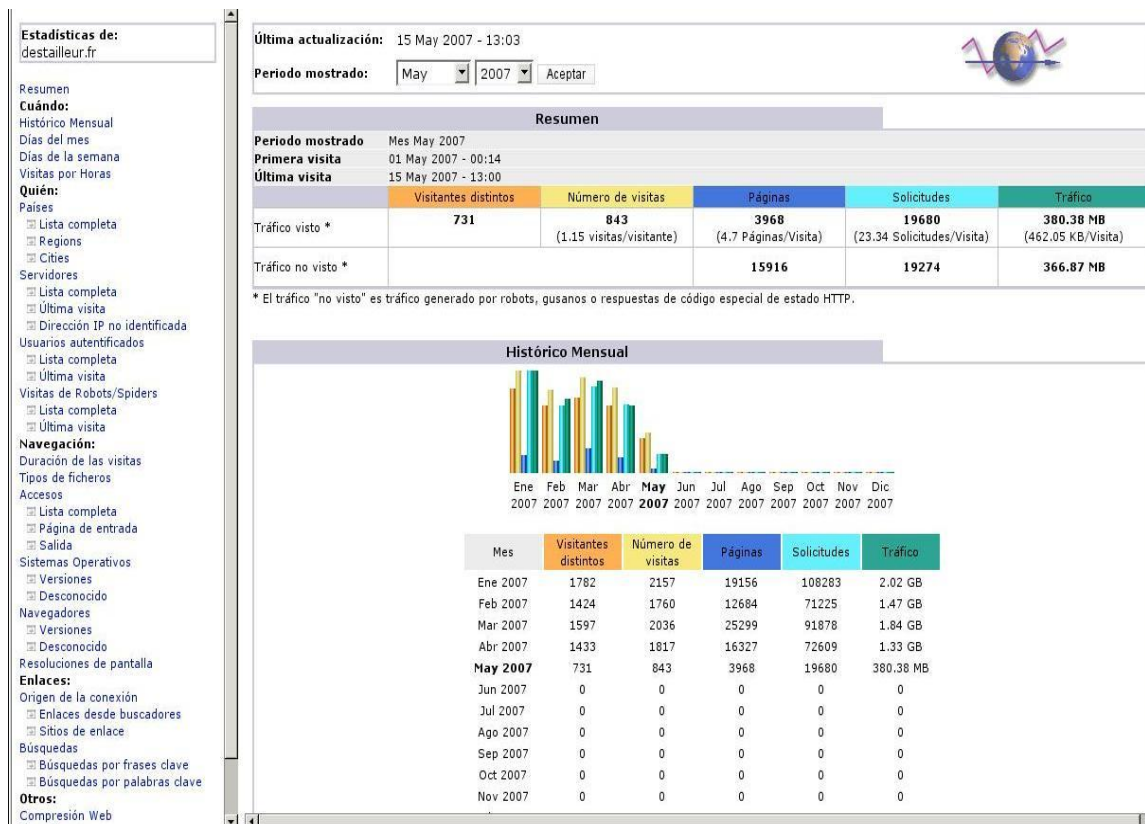 Estadísticas de:
destailleur.fr
Resumen
Cuándo:
Histórico Mensual
Días del mes
Días de la semana
Visitas por Horas
Quién:
Países
Lista completa
Regions
Cities
Servidores
Lista completa
Última visita
Dirección IP no identificada
Usuarios autentificados
Lista completa
Última visita
Visitas de Robots/Spiders
Lista completa
Última visita
Navegación:
Duración de las visitas
Tipos de ficheros
Accesos
Lista completa
Página de entrada
Salida
Sistemas Operativos
Versiones
Desconocido
Navegadores
Versiones
Desconocido
Resoluciones de pantalla
Enlaces:
Origen de la conexión
Enlaces desde buscadores
Sitios de enlace
Búsquedas
Búsquedas por frases clave
Búsquedas por palabras clave
Otros:
Compresión Web
Última actualización: 15 May 2007 - 13:03
Periodo mostrado: May 2007 Aceptar
Resumen
Periodo mostrado Mes May 2007
Primera visita 01 May 2007 - 00:14
Última visita 15 May 2007 - 13:00
Visitantes distintos Número de visitas Páginas Solicitudes Tráfico
Tráfico visto * 731 843 3968 19680 380.38 MB
(1.15 visitas/visitante) (4.7 Páginas/Visita) (23.34 Solicitudes/Visita) (462.05 KB/Visita)
Tráfico no visto * 15916 19274 366.87 MB
* El tráfico "no visto" es tráfico generado por robots, gusanos o respuestas de código especial de estado HTTP.
Histórico Mensual
Ene Feb Mar Abr May Jun Jul Ago Sep Oct Nov Dic
2007 2007 2007 2007 2007 2007 2007 2007 2007 2007 2007 2007
Mes Visitantes distintos Número de visitas Páginas Solicitudes Tráfico
Ene 2007 1782 2157 19156 108283 2.02 GB
Feb 2007 1424 1760 12684 71225 1.47 GB
Mar 2007 1597 2036 25299 91878 1.84 GB
Abr 2007 1433 1817 16327 72609 1.33 GB
May 2007 731 843 3968 19680 380.38 MB
Jun 2007 0 0 0 0 0
Jul 2007 0 0 0 0 0
Ago 2007 0 0 0 0 0
Sep 2007 0 0 0 0 0
Oct 2007 0 0 0 0 0
Nov 2007 0 0 0 0 0